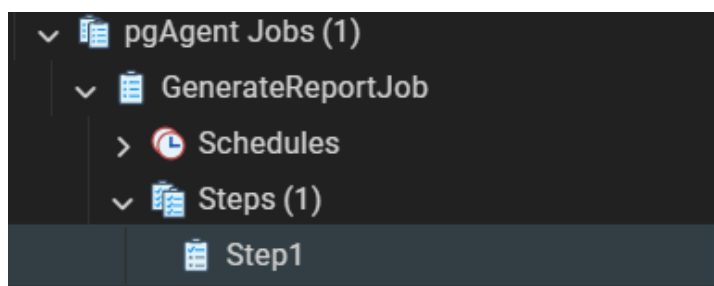 pgAgent Jobs (1)
GenerateReportJob
Schedules
Steps (1)
Step1